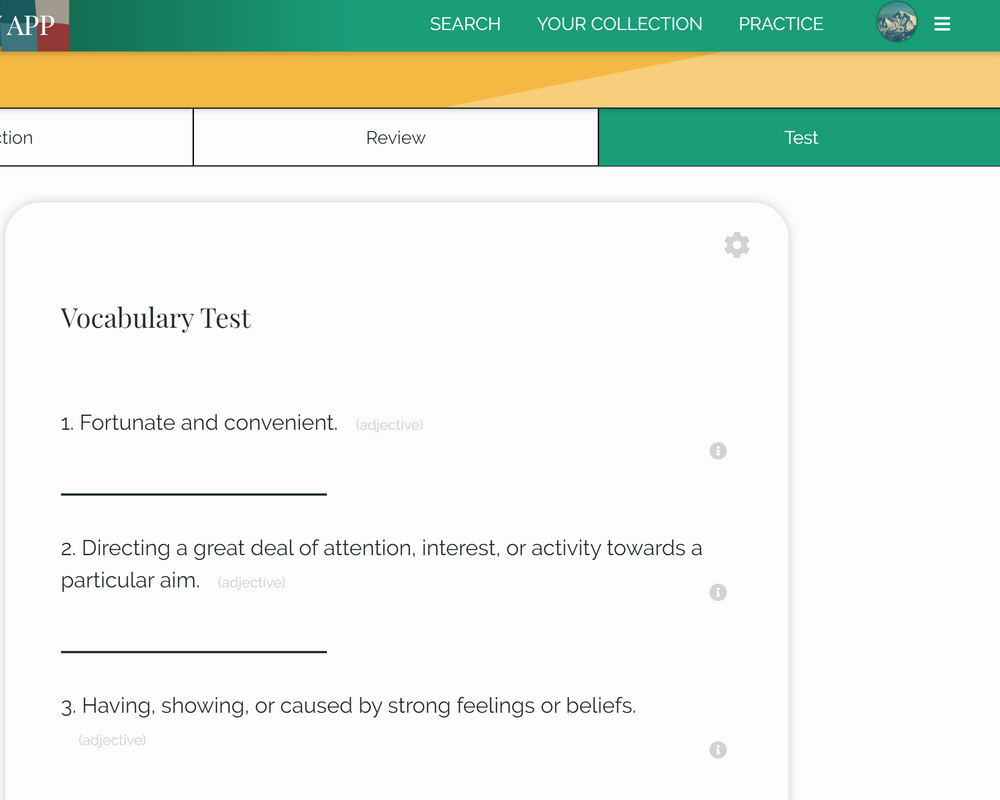 APP
SEARCH YOUR COLLECTION PRACTICE
Review Test
Vocabulary Test
1. Fortunate and convenient. (adjective)
2. Directing a great deal of attention, interest, or activity towards a
particular aim. (adjective)
3. Having, showing, or caused by strong feelings or beliefs.
(adjective)